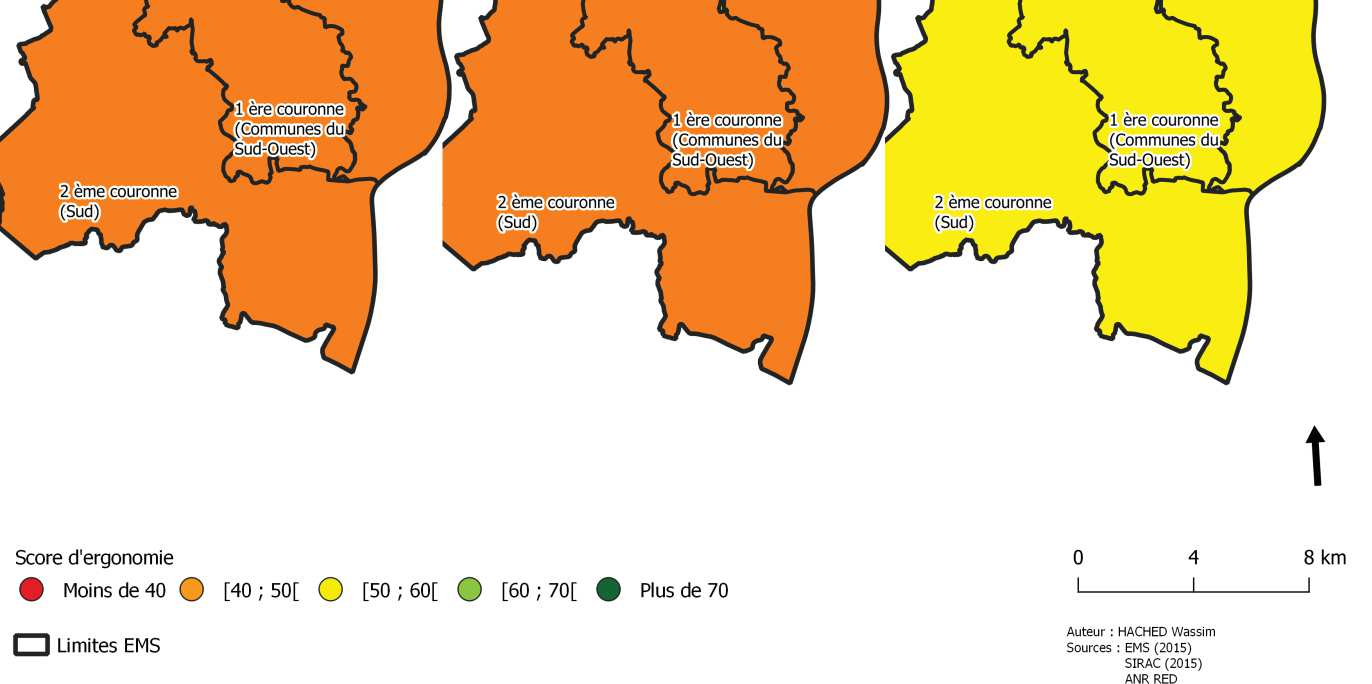 1 ère couronne
(Communes du
Sud-Ouest)
2 ème couronne
(Sud)
1 ère couronne
(Communes du
Sud-Ouest)
2 ème couronne
(Sud)
1 ère couronne
(Communes du
Sud-Ouest)
2 ème couronne
(Sud)
Score d'ergonomie
Moins de 40 [40 ; 50[ [50 ; 60[ [60 ; 70[ Plus de 70
Limites EMS
0 4 8 km
Auteur : HACHED Wassim
Sources : EMS (2015)
SIRAC (2015)
ANR RED